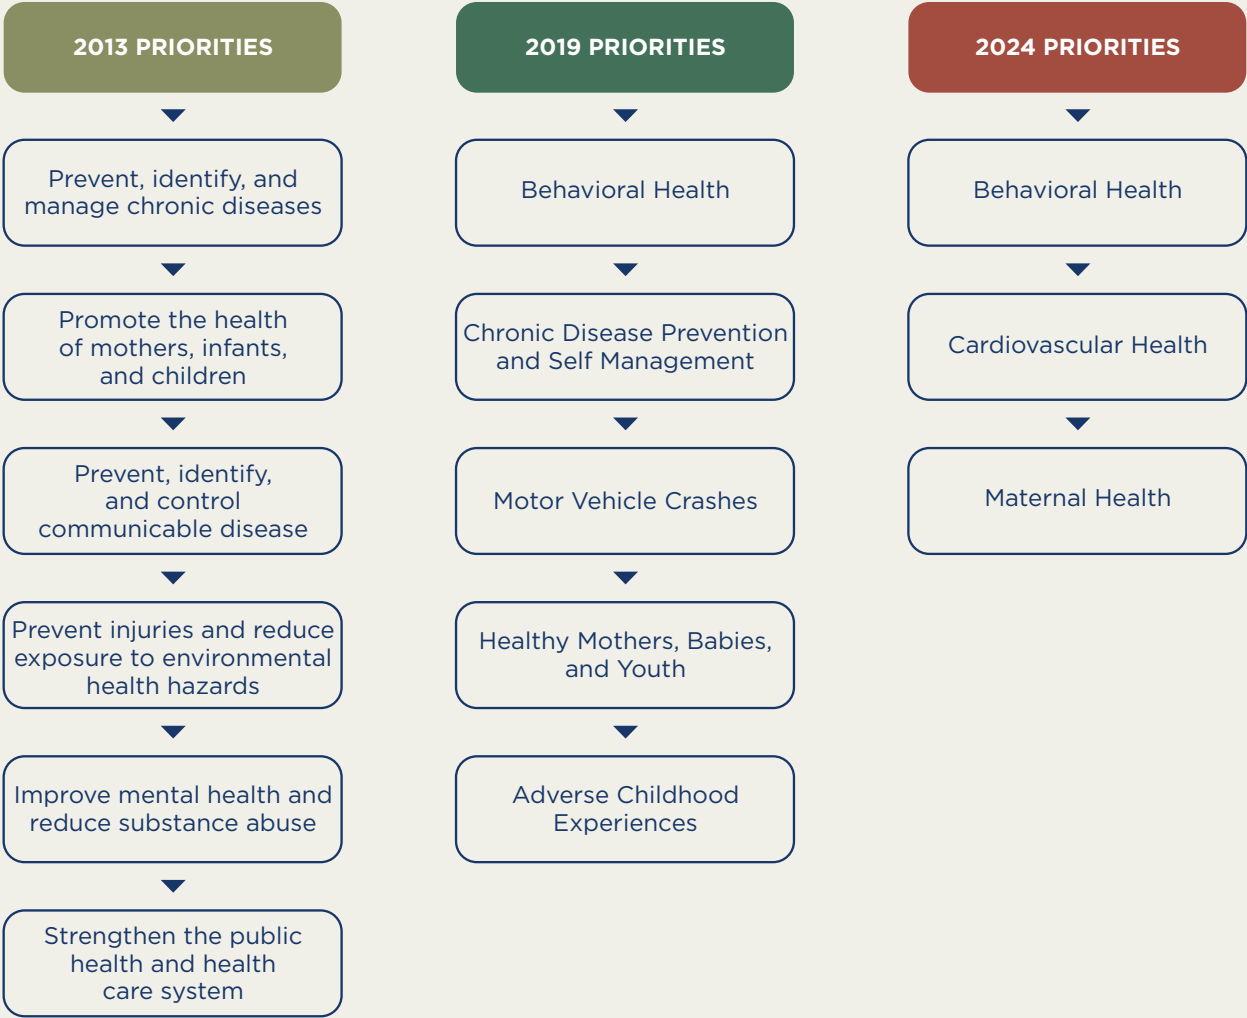 2013 PRIORITIES
Prevent, identify, and
manage chronic diseases
Promote the health
of mothers, infants,
and children
Prevent, identify,
and control
communicable disease
Prevent injuries and reduce
exposure to environmental
health hazards
Improve mental health and
reduce substance abuse
Strengthen the public
health and health
care system
2019 PRIORITIES
Behavioral Health
Chronic Disease Prevention
and Self Management
Motor Vehicle Crashes
Healthy Mothers, Babies,
and Youth
Adverse Childhood
Experiences
2024 PRIORITIES
Behavioral Health
Cardiovascular Health
Maternal Health